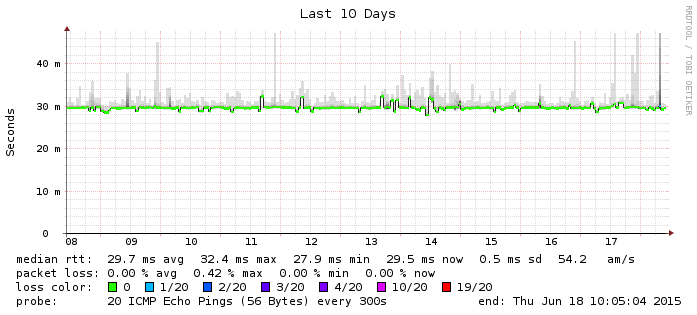 Last 10 Days
RRDTOOL / TOBI OETIKER
Seconds
40 m
30 m
20 m
10 m
0
08 09 10 11 12 13 14 15 16 17
median rtt: 29.7 ms avg 32.4 ms max 27.9 ms min 29.5 ms now 0.5 ms sd 54.2 am/s
packet loss: 0.00 % avg 0.42 % max 0.00 % min 0.00 % now
loss color: 0 1/20 2/20 3/20 4/20 10/20 19/20
probe: 20 ICMP Echo Pings (56 Bytes) every 300s end: Thu Jun 18 10:05:04 2015